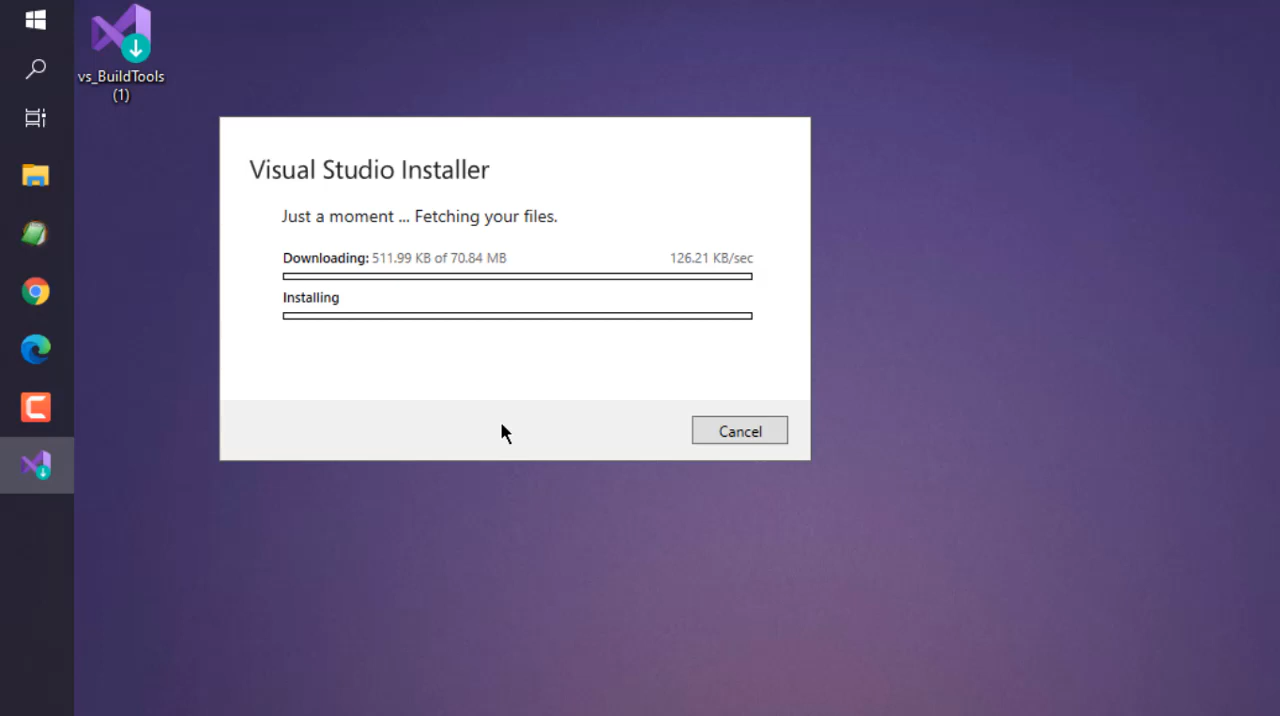 vs_BuildTools
(1)
Visual Studio Installer
Just a moment ... Fetching your files.
Downloading: 511.99 KB of 70.84 MB 126.21 KB/sec
Installing
Cancel